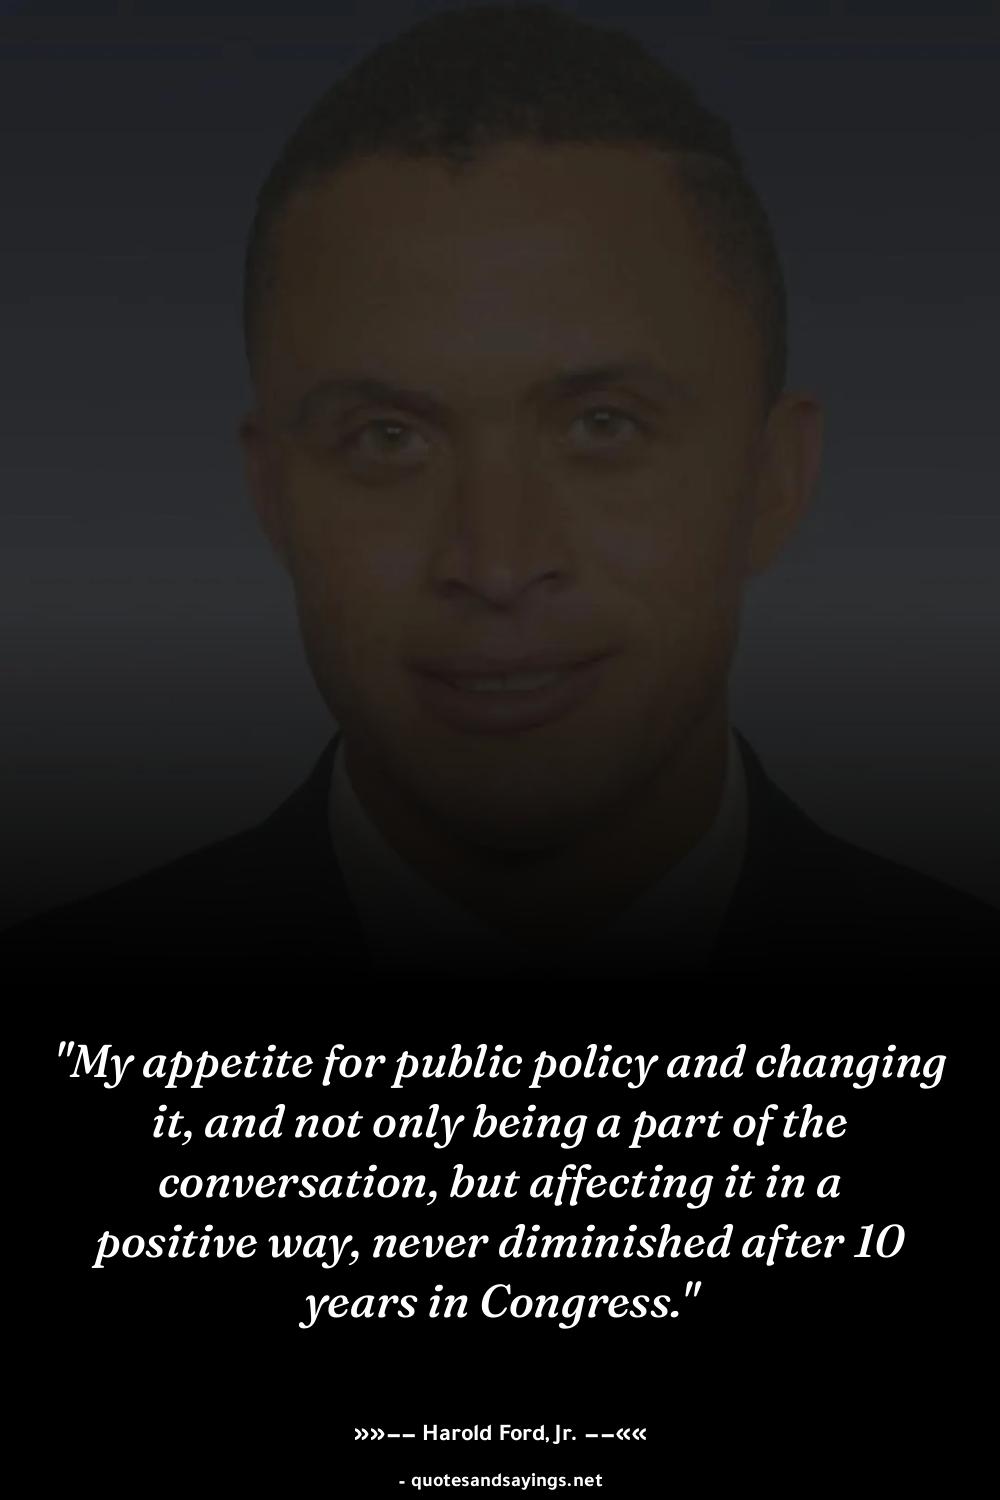 "My appetite for public policy and changing
it, and not only being a part of the
conversation, but affecting it in a
positive way, never diminished after 10
years in Congress."
»»−− Harold Ford, Jr. −−««
- quotesandsayings.net